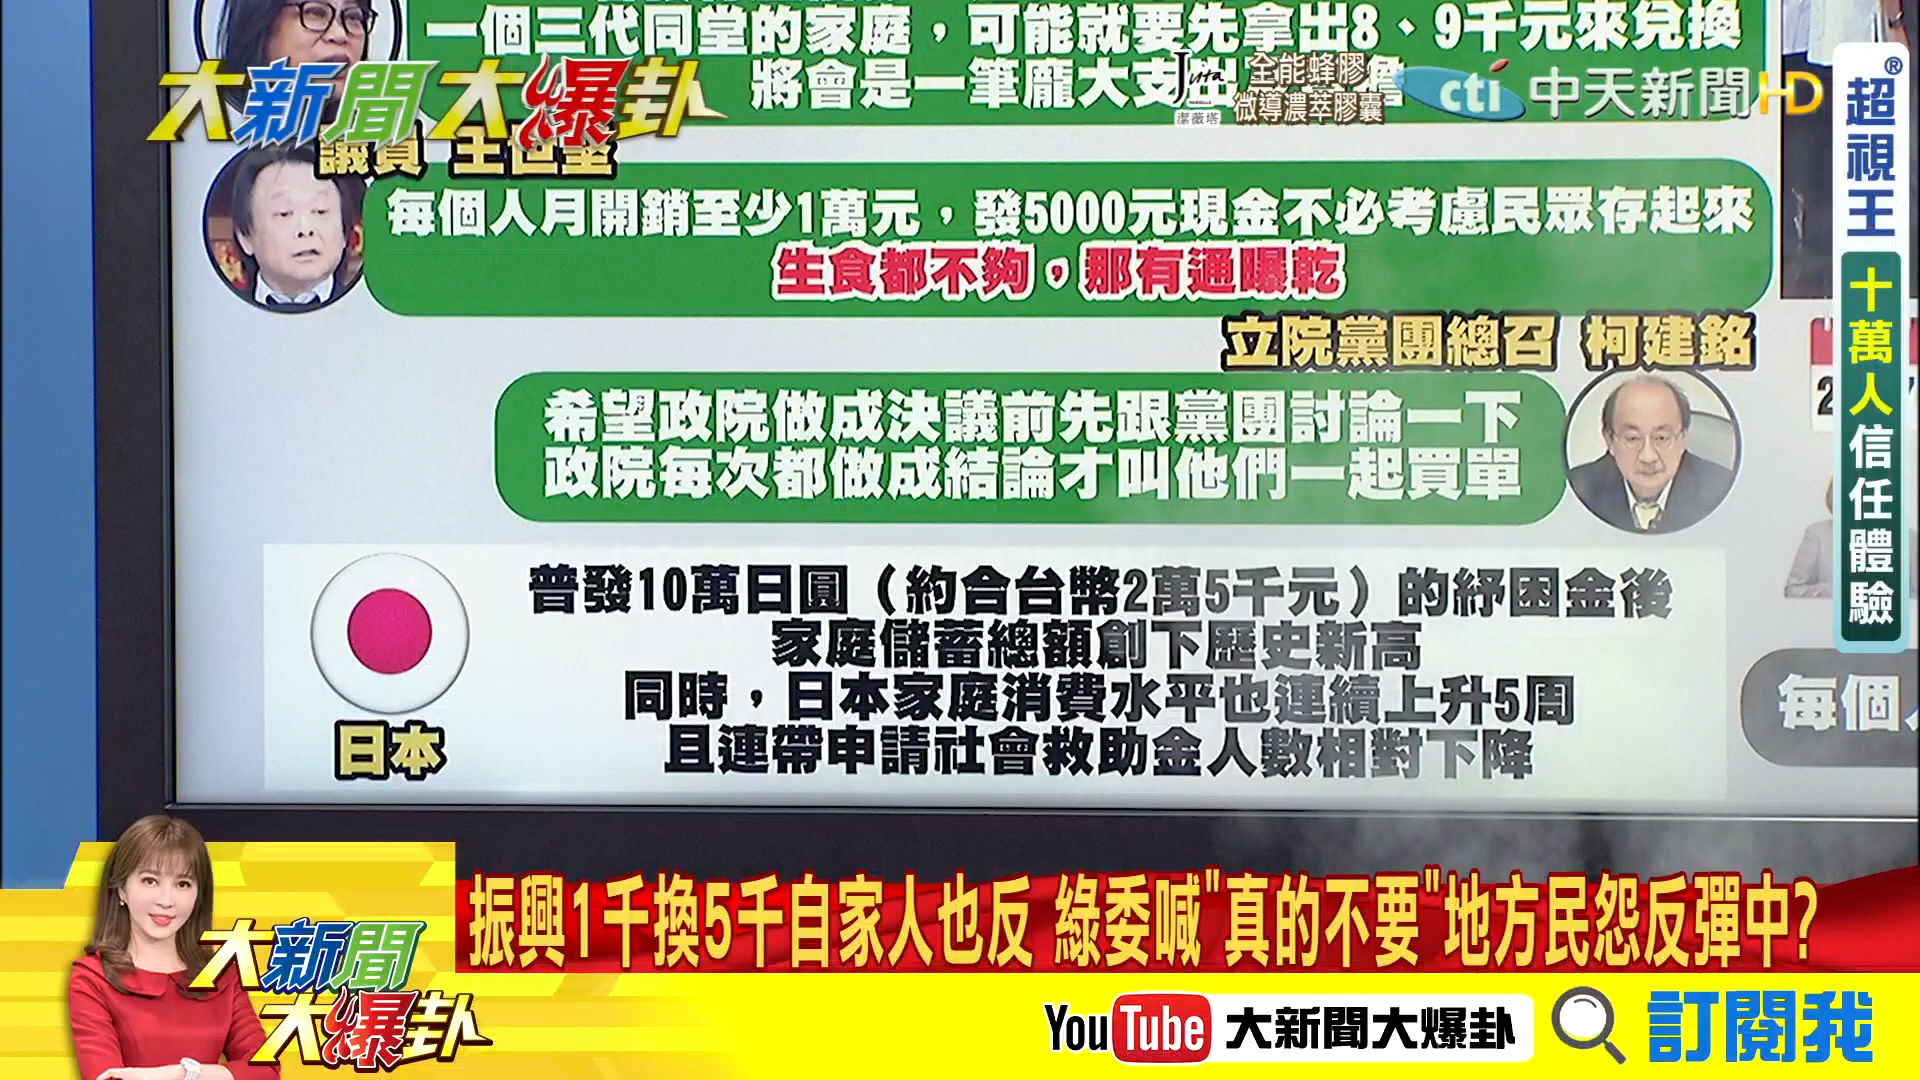 一個三代同堂的家庭，可能就要先拿出8、9千元來兌換
將會是一筆龐大支出
大新聞大爆卦
Juta
潔薇塔
全能蜂膠
微導濃萃膠囊
cti 中天新聞HD
超視王®
十萬人信任體驗
議員 王世堅
每個人月開銷至少1萬元，發5000元現金不必考慮民眾存起來
生食都不夠，那有通曝乾
立院黨團總召 柯建銘
希望政院做成決議前先跟黨團討論一下
政院每次都做成結論才叫他們一起買單
普發10萬日圓（約合台幣2萬5千元）的紓困金後
家庭儲蓄總額創下歷史新高
同時，日本家庭消費水平也連續上升5周
且連帶申請社會救助金人數相對下降
日本
每個
振興1千換5千自家人也反 綠委喊"真的不要"地方民怨反彈中?
大新聞
大爆卦
YouTube 大新聞大爆卦
訂閱我